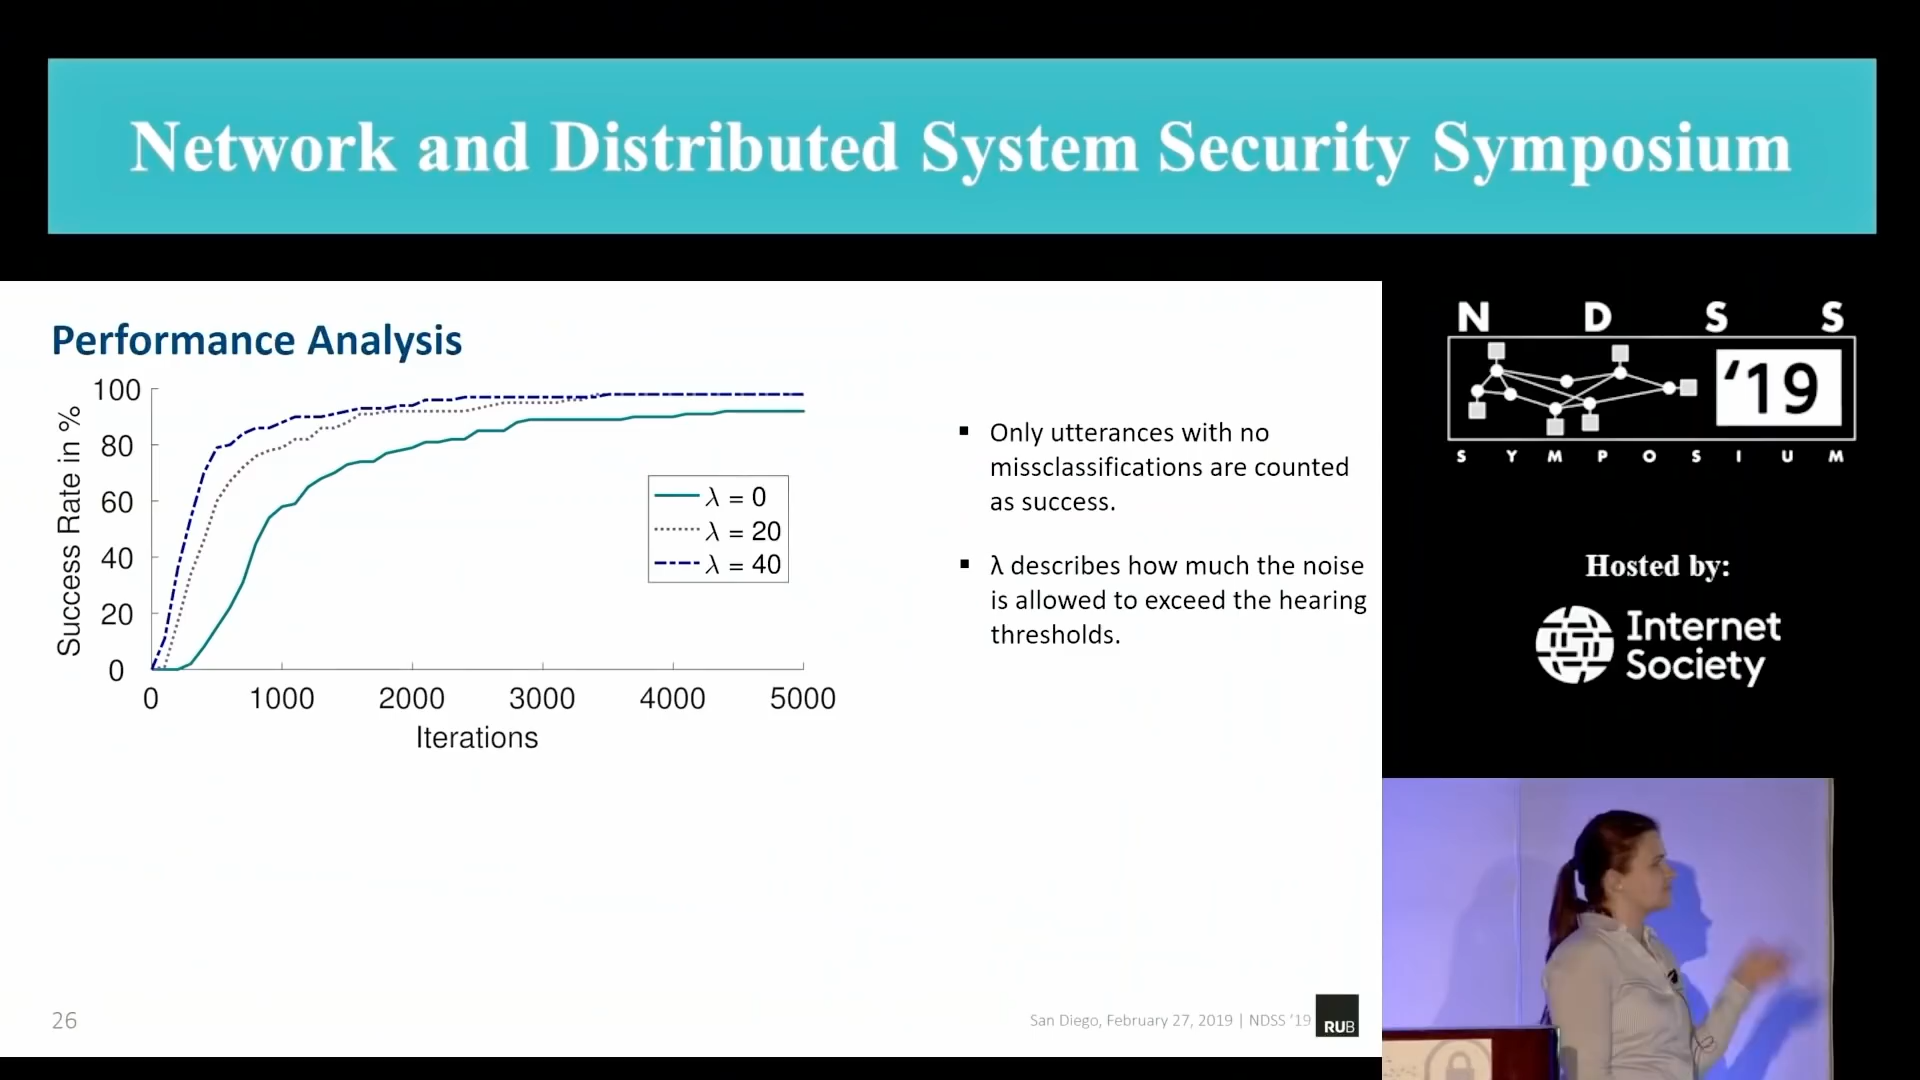 Network and Distributed System Security Symposium
N D S S
'19
S Y M P O S I U M
Hosted by:
Internet
Society
Performance Analysis
100
80
60
40
20
0
Success Rate in %
0 1000 2000 3000 4000 5000
Iterations
λ = 0
λ = 20
λ = 40
▪ Only utterances with no
missclassifications are counted
as success.
▪ λ describes how much the noise
is allowed to exceed the hearing
thresholds.
26
San Diego, February 27, 2019 | NDSS '19
RUB